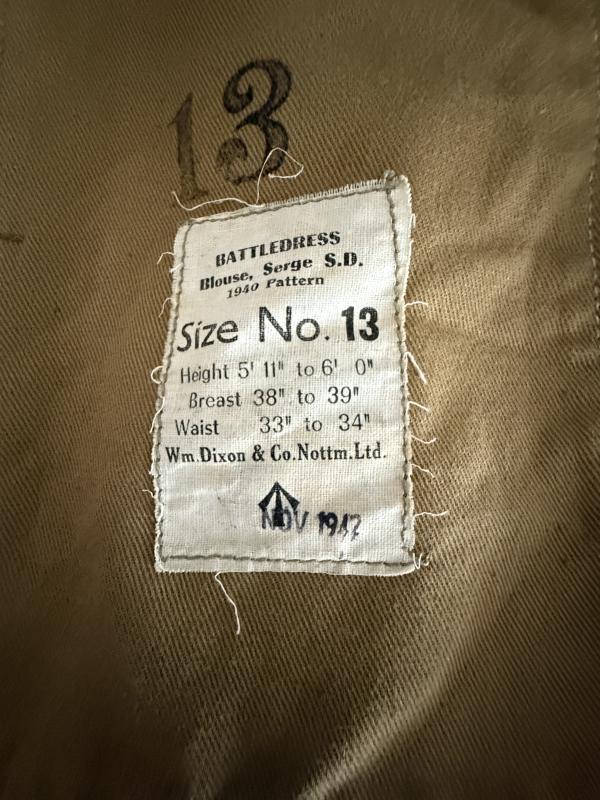 13
BATTLEDRESS
Blouse, Serge S.D.
1940 Pattern
Size No. 13
Height 5' 11" to 6' 0"
Breast 38" to 39"
Waist 33" to 34"
Wm. Dixon & Co. Nottm. Ltd.
NOV 1942